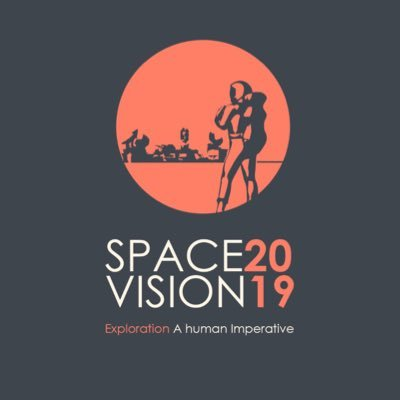 SPACE20
VISION19
Exploration A human Imperative